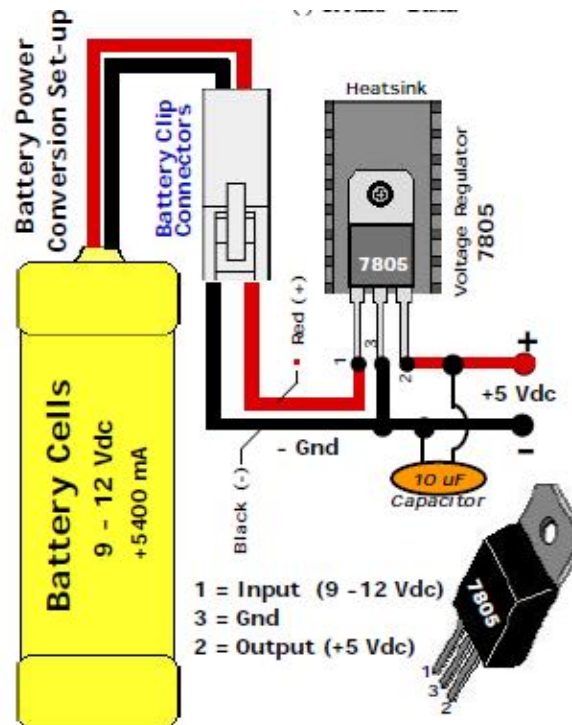 Battery Power
Conversion Set-up
Battery Clip
Connectors
Heatsink
Voltage Regulator
7805
7805
1
3
2
Red (+)
+
+5 Vdc
-
- Gnd
Black (-)
10 uF
Capacitor
Battery Cells
9 - 12 Vdc
+5400 mA
1 = Input (9 -12 Vdc)
3 = Gnd
2 = Output (+5 Vdc)
7805
1
3
2